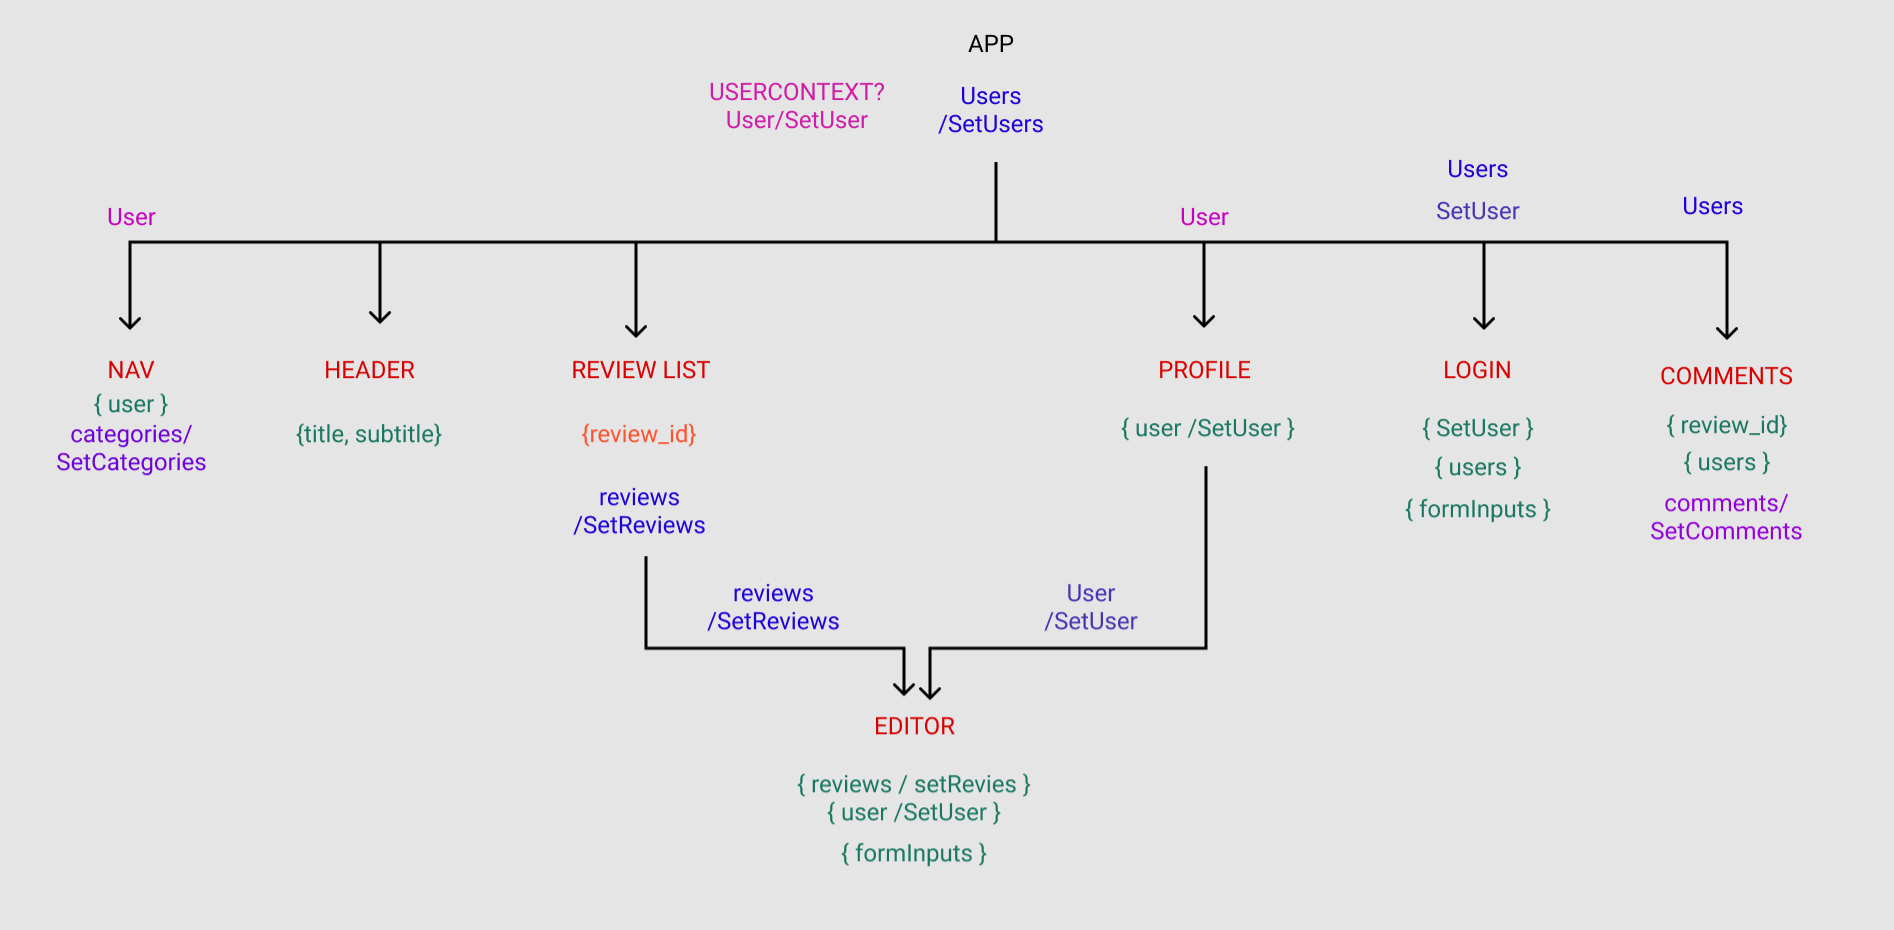 APP
USERCONTEXT?
User/SetUser
Users
/SetUsers
User
User
Users
SetUser
Users
NAV
{ user }
categories/
SetCategories
HEADER
{title, subtitle}
REVIEW LIST
{review_id}
reviews
/SetReviews
PROFILE
{ user /SetUser }
LOGIN
{ SetUser }
{ users }
{ formInputs }
COMMENTS
{ review_id}
{ users }
comments/
SetComments
reviews
/SetReviews
User
/SetUser
EDITOR
{ reviews / setRevies }
{ user /SetUser }
{ formInputs }